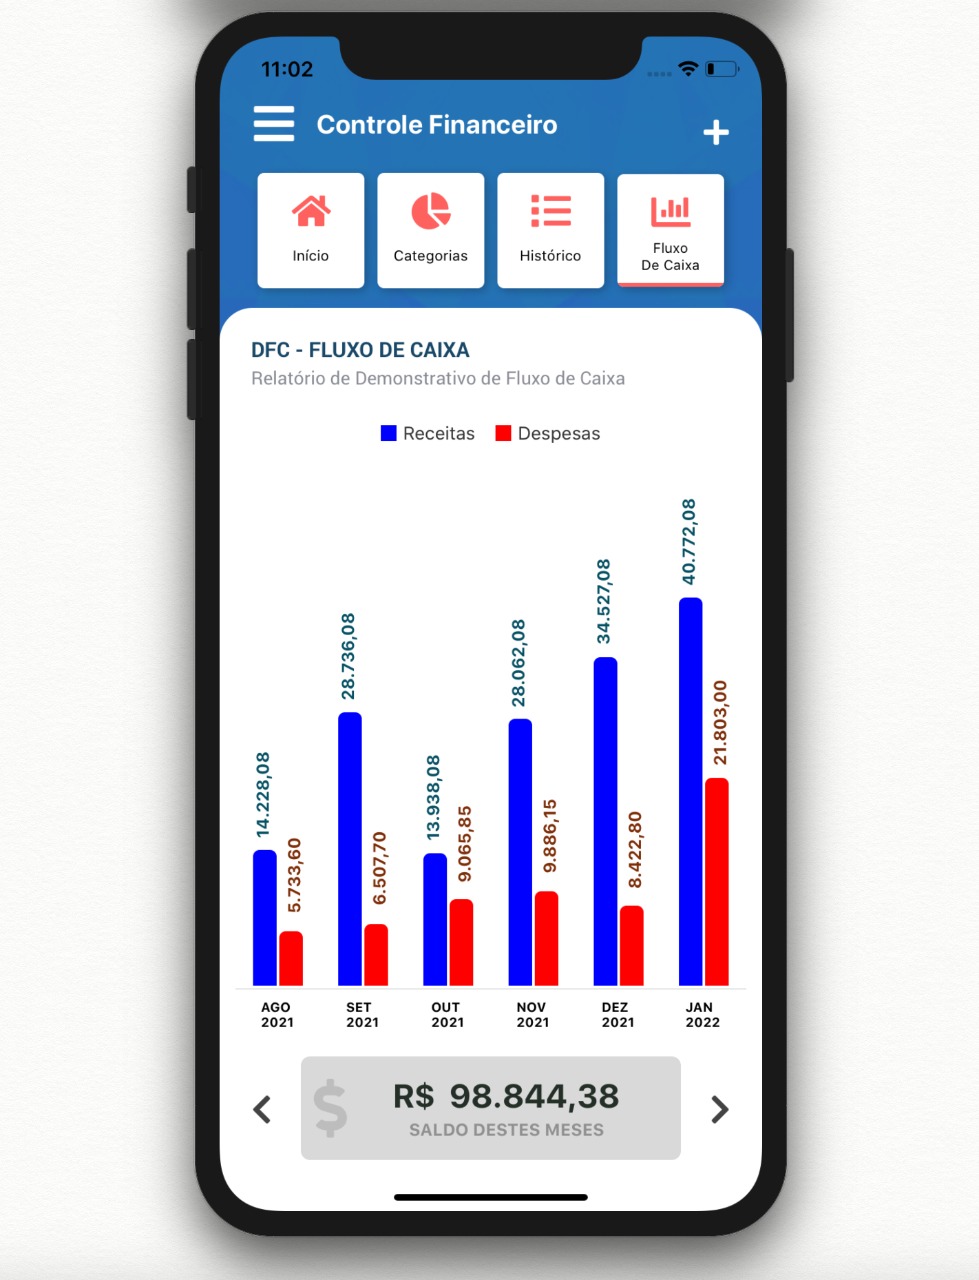 11:02
Controle Financeiro
Início
Categorias
Histórico
Fluxo
De Caixa
DFC - FLUXO DE CAIXA
Relatório de Demonstrativo de Fluxo de Caixa
Receitas
Despesas
14.228,08
5.733,60
28.736,08
6.507,70
13.938,08
9.065,85
28.062,08
9.886,15
34.527,08
8.422,80
40.772,08
21.803,00
AGO
2021
SET
2021
OUT
2021
NOV
2021
DEZ
2021
JAN
2022
R$ 98.844,38
SALDO DESTES MESES